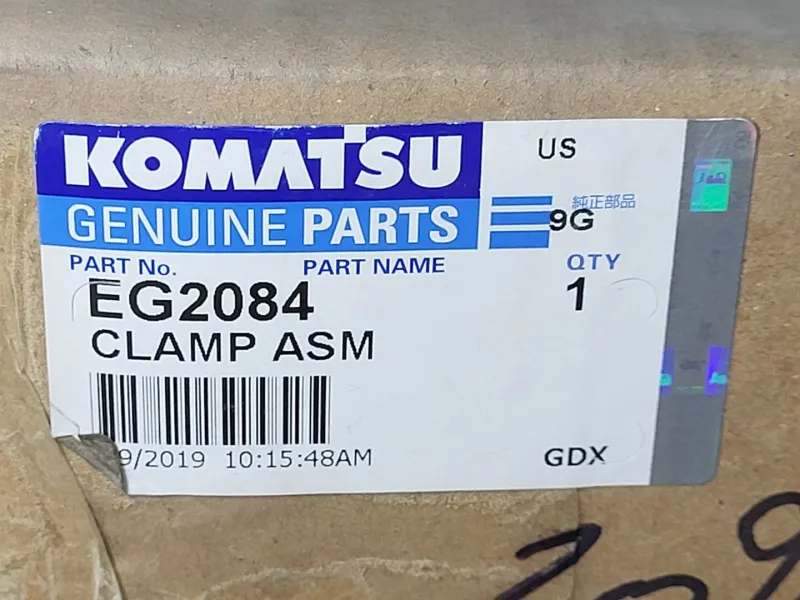 KOMATSU
US
GENUINE PARTS
純正部品
9G
PART No.
PART NAME
QTY
EG2084
1
CLAMP ASM
9/2019 10:15:48AM
GDX